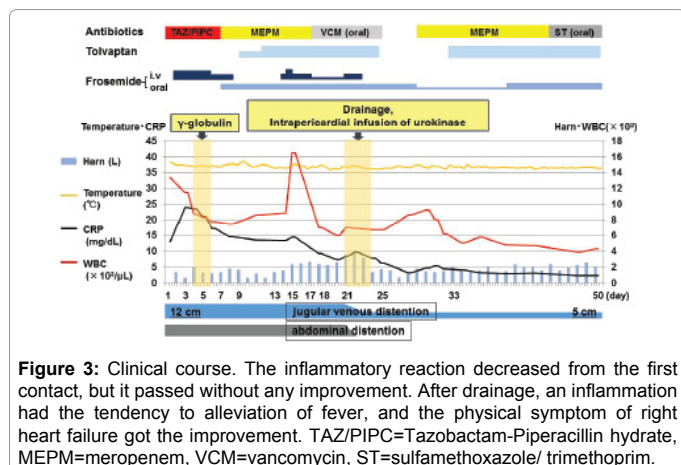 Antibiotics TAZ/PIPC MEPM VCM (oral) MEPM ST (oral)
Tolvaptan
Frosemide i.v
oral
Drainage,
γ-globulin Intrapericardial infusion of urokinase
Temperature・CRP Harn・WBC(×10³)
45 18
40 16
35 14
30 12
25 10
20 8
15 6
10 4
5 2
0 0
Harn (L)
Temperature
(℃)
CRP
(mg/dL)
WBC
(×10³/μL)
1 3 5 7 9 13 15 17 18 21 25 33 50 (day)
12 cm jugular venous distention 5 cm
abdominal distention
Figure 3: Clinical course. The inflammatory reaction decreased from the first
contact, but it passed without any improvement. After drainage, an inflammation
had the tendency to alleviation of fever, and the physical symptom of right
heart failure got the improvement. TAZ/PIPC=Tazobactam-Piperacillin hydrate,
MEPM=meropenem, VCM=vancomycin, ST=sulfamethoxazole/ trimethoprim.